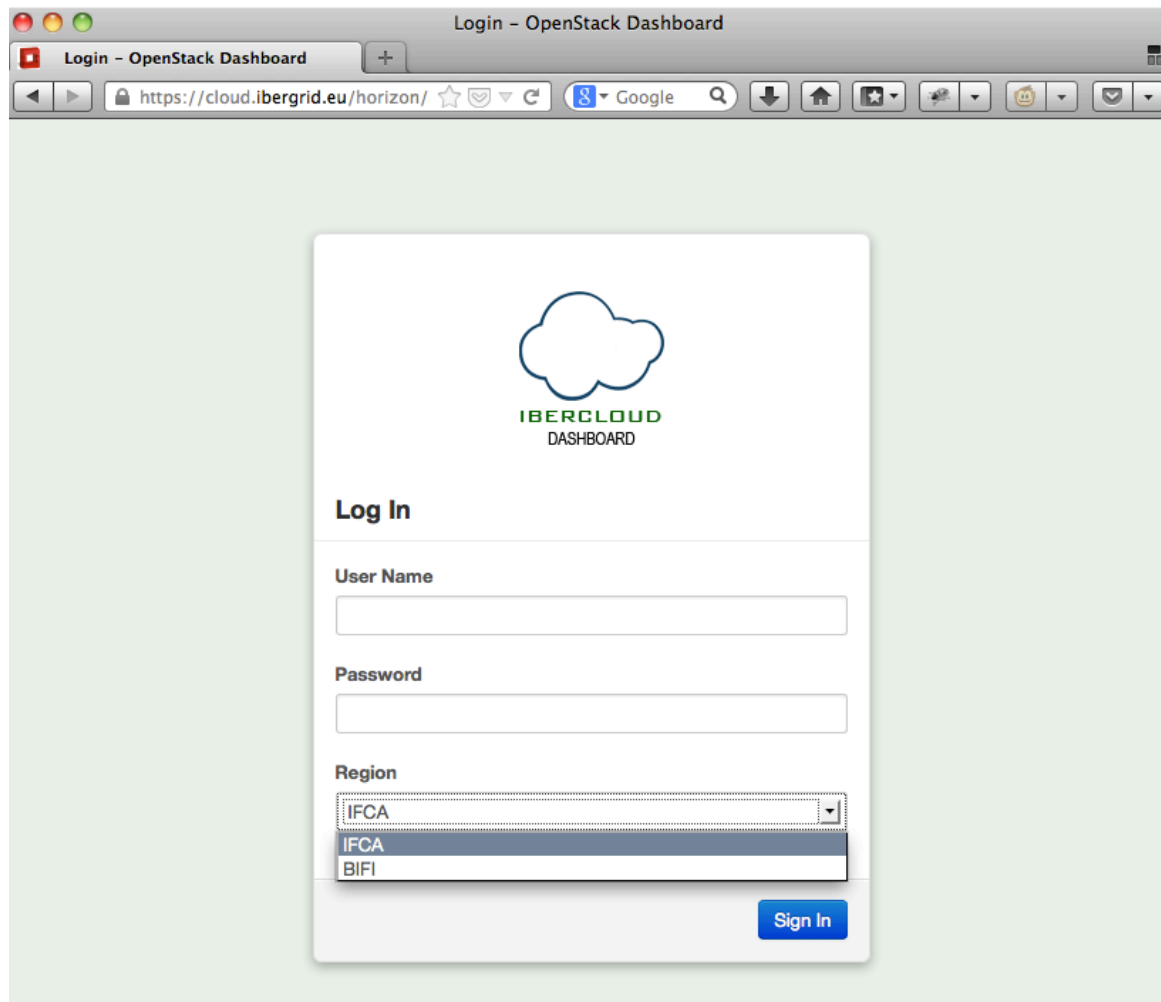 Login – OpenStack Dashboard
Login – OpenStack Dashboard
https://cloud.ibergrid.eu/horizon/ Google
IBERCLOUD
DASHBOARD
Log In
User Name
Password
Region
IFCA
IFCA
BIFI
Sign In